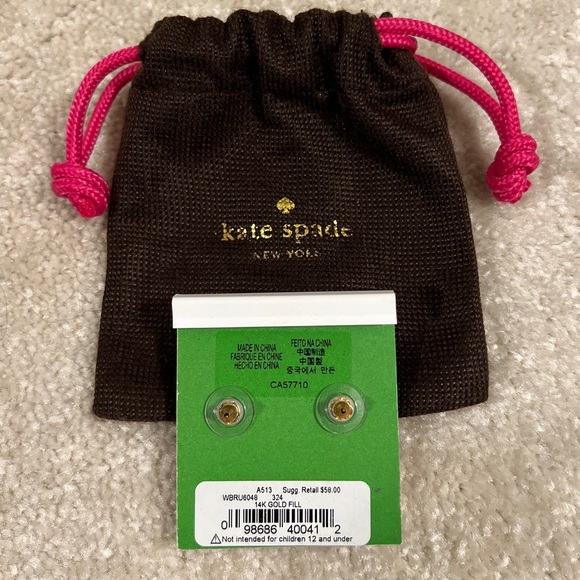 kate spade
NEW YORK
MADE IN CHINA
FABRIQUE EN CHINE
HECHO EN CHINA
FEITO NA CHINA
中国制造
中國製
중국에서 만든
CA57710
A513 Sugg. Retail $58.00
WBRU6048 324
14K GOLD FILL
0 98686 40041 2
⚠Not intended for children 12 and under